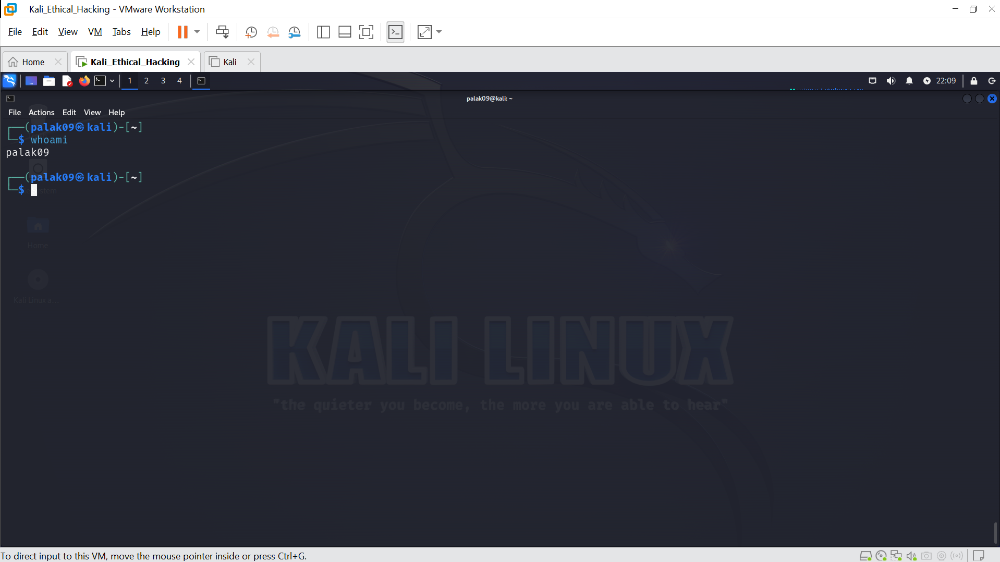 Kali_Ethical_Hacking - VMware Workstation
File Edit View VM Tabs Help
Home Kali_Ethical_Hacking Kali
1 2 3 4 22:09
palak09@kali: ~
File Actions Edit View Help
┌──(palak09㉿kali)-[~]
└─$ whoami
palak09
┌──(palak09㉿kali)-[~]
└─$
Home
Kali Linux a...
KALI LINUX
"the quieter you become, the more you are able to hear"
To direct input to this VM, move the mouse pointer inside or press Ctrl+G.